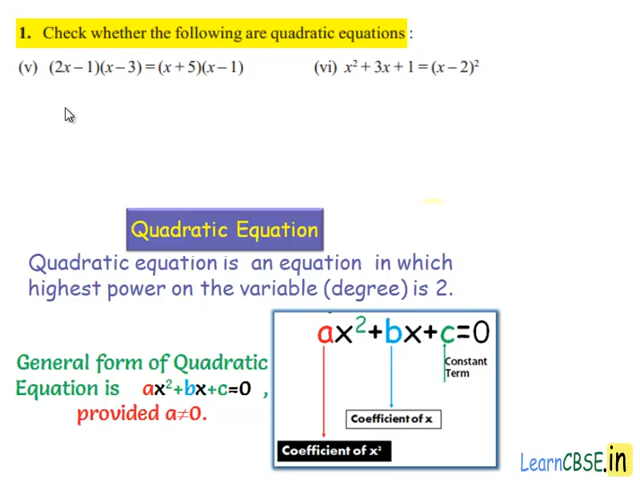 1. Check whether the following are quadratic equations :
(v) (2x – 1)(x – 3) = (x + 5)(x – 1) (vi) x² + 3x + 1 = (x – 2)²
Quadratic Equation
Quadratic equation is an equation in which
highest power on the variable (degree) is 2.
General form of Quadratic
Equation is ax²+bx+c=0 ,
provided a≠0.
ax²+bx+c=0
Constant
Term
Coefficient of x
Coefficient of x²
LearnCBSE.in